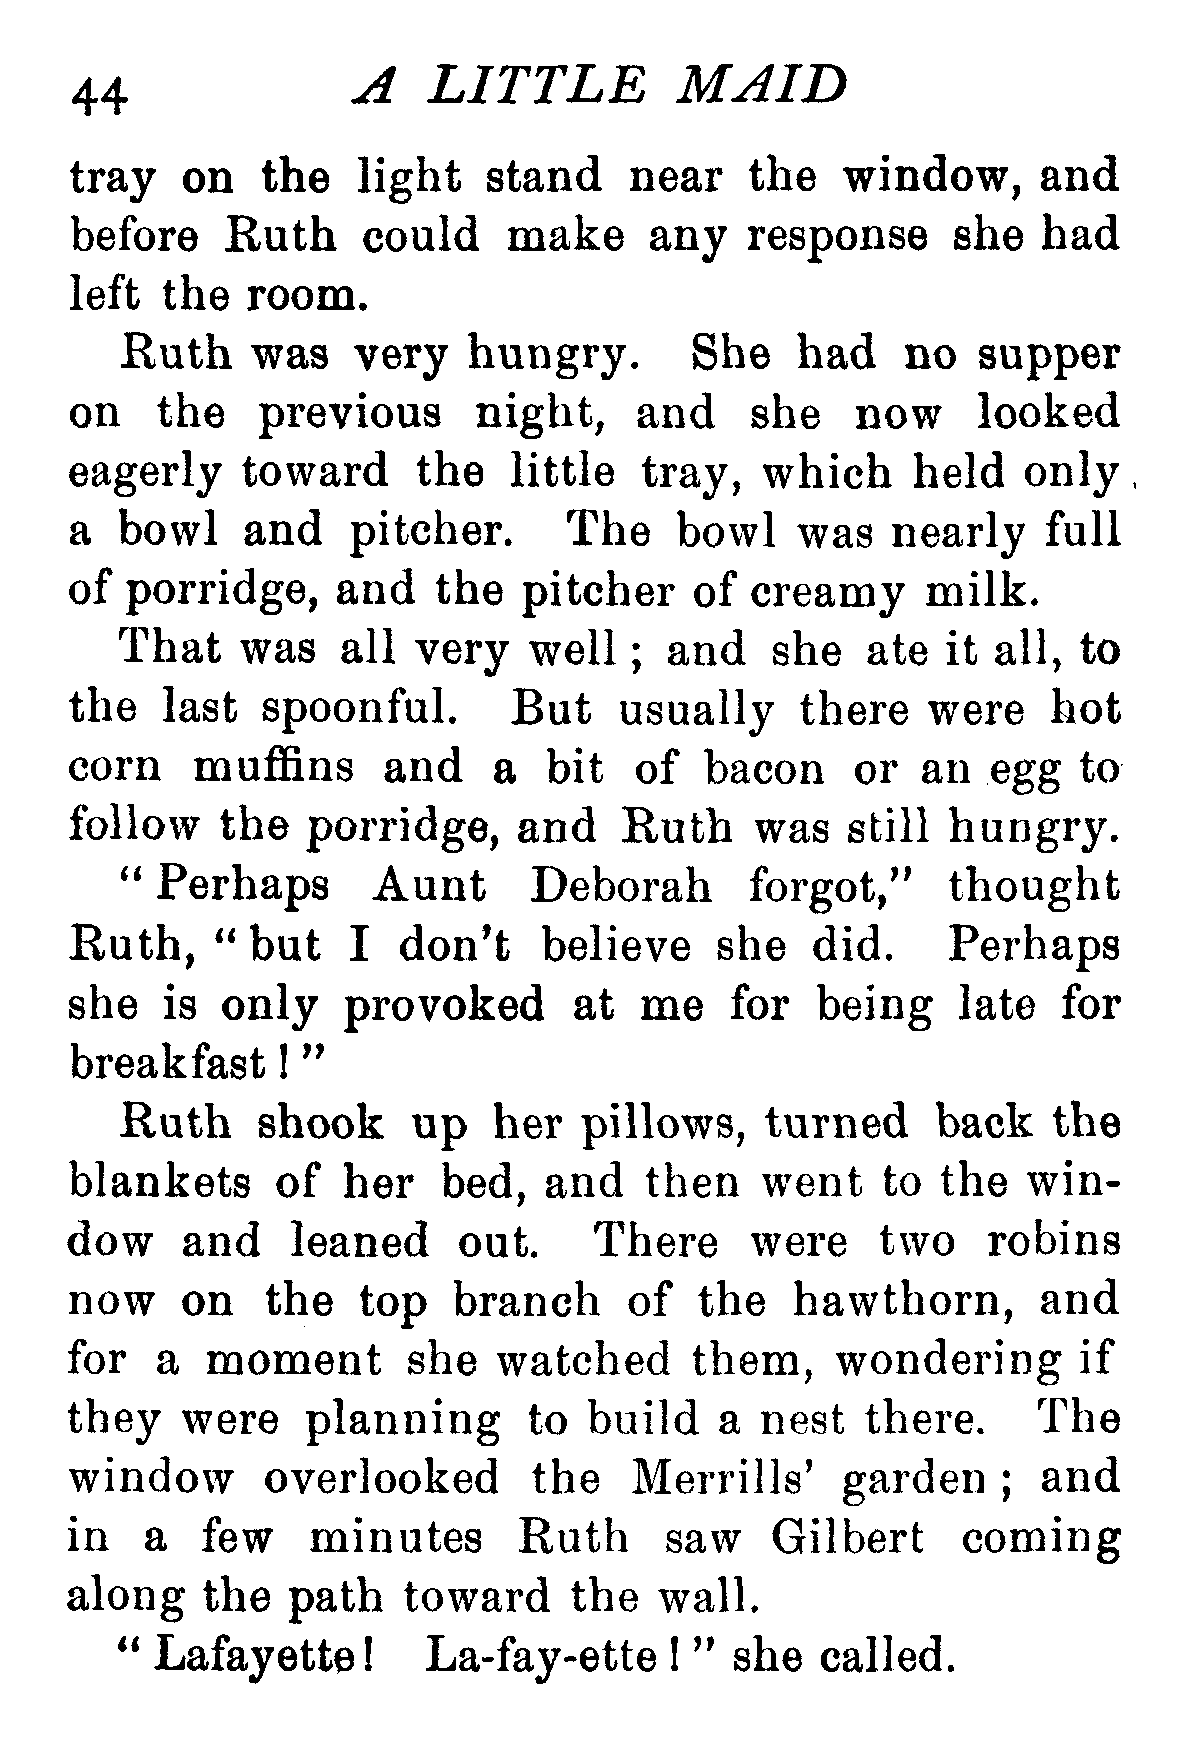 44 A LITTLE MAID
tray on the light stand near the window, and
before Ruth could make any response she had
left the room.
Ruth was very hungry. She had no supper
on the previous night, and she now looked
eagerly toward the little tray, which held only
a bowl and pitcher. The bowl was nearly full
of porridge, and the pitcher of creamy milk.
That was all very well ; and she ate it all, to
the last spoonful. But usually there were hot
corn muffins and a bit of bacon or an egg to
follow the porridge, and Ruth was still hungry.
“ Perhaps Aunt Deborah forgot,” thought
Ruth, “ but I don’t believe she did. Perhaps
she is only provoked at me for being late for
breakfast ! ”
Ruth shook up her pillows, turned back the
blankets of her bed, and then went to the win-
dow and leaned out. There were two robins
now on the top branch of the hawthorn, and
for a moment she watched them, wondering if
they were planning to build a nest there. The
window overlooked the Merrills’ garden ; and
in a few minutes Ruth saw Gilbert coming
along the path toward the wall.
“ Lafayette ! La-fay-ette ! ” she called.